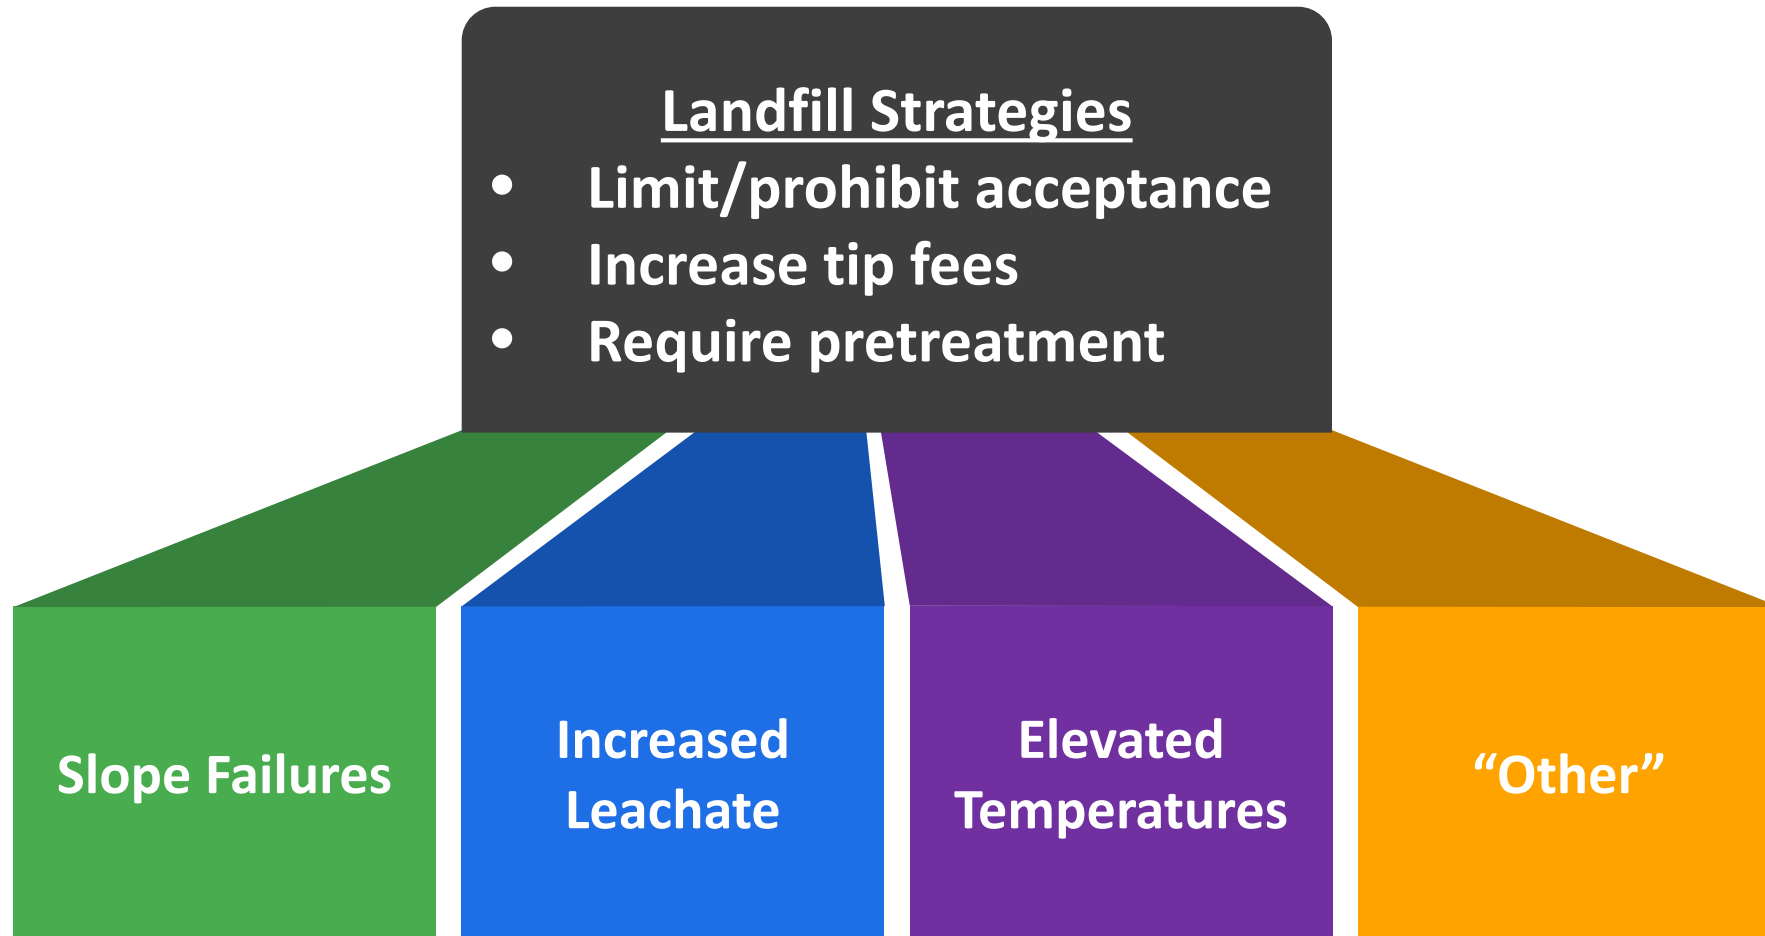 Landfill Strategies
• Limit/prohibit acceptance
• Increase tip fees
• Require pretreatment
Slope Failures
Increased
Leachate
Elevated
Temperatures
“Other”